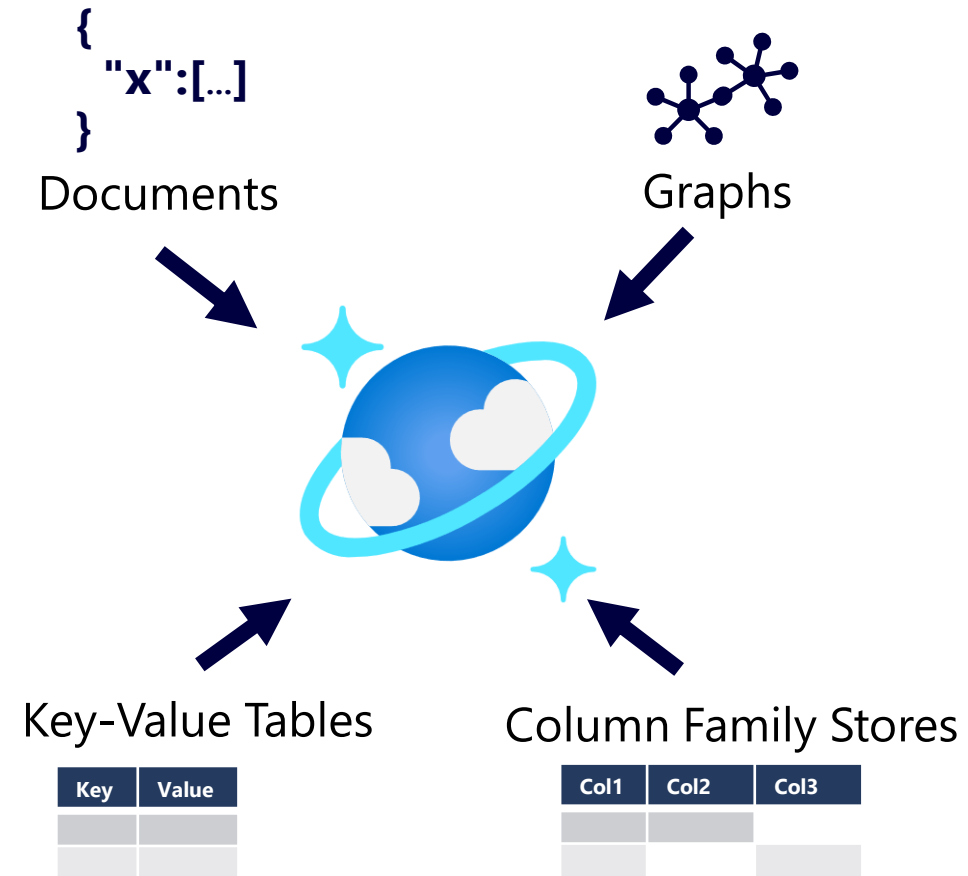 {
"x":[...]
}
Documents
Graphs
Key-Value Tables
Column Family Stores
Key Value
Col1 Col2 Col3